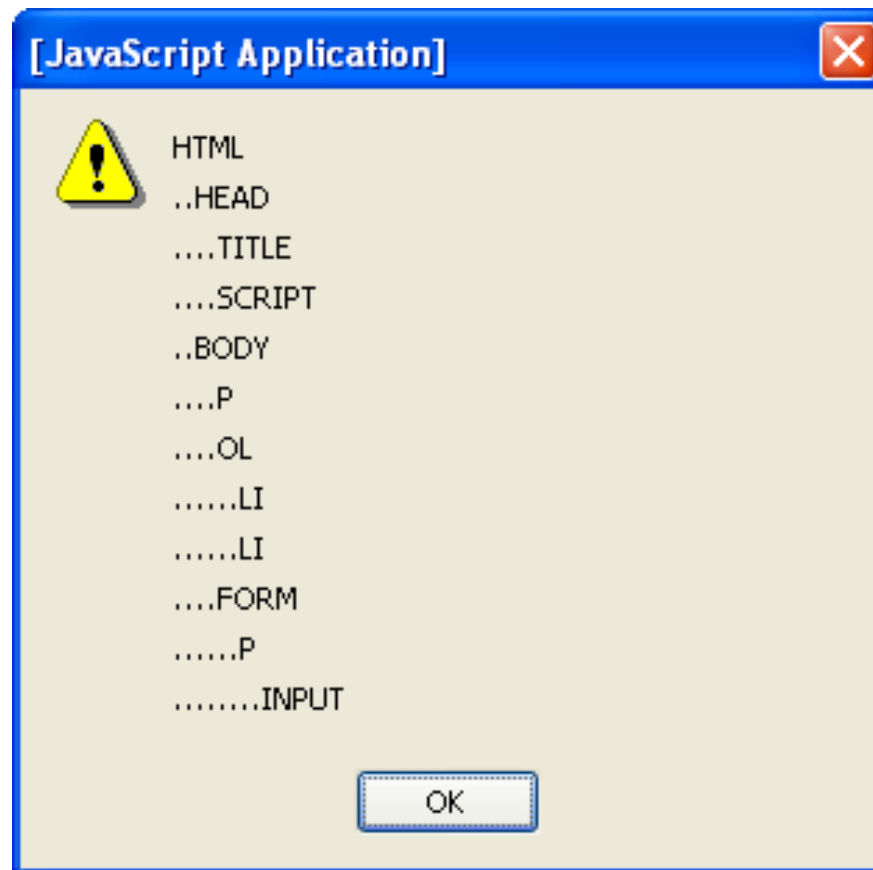 [JavaScript Application]
HTML
..HEAD
....TITLE
....SCRIPT
..BODY
....P
....OL
......LI
......LI
....FORM
......P
........INPUT
OK